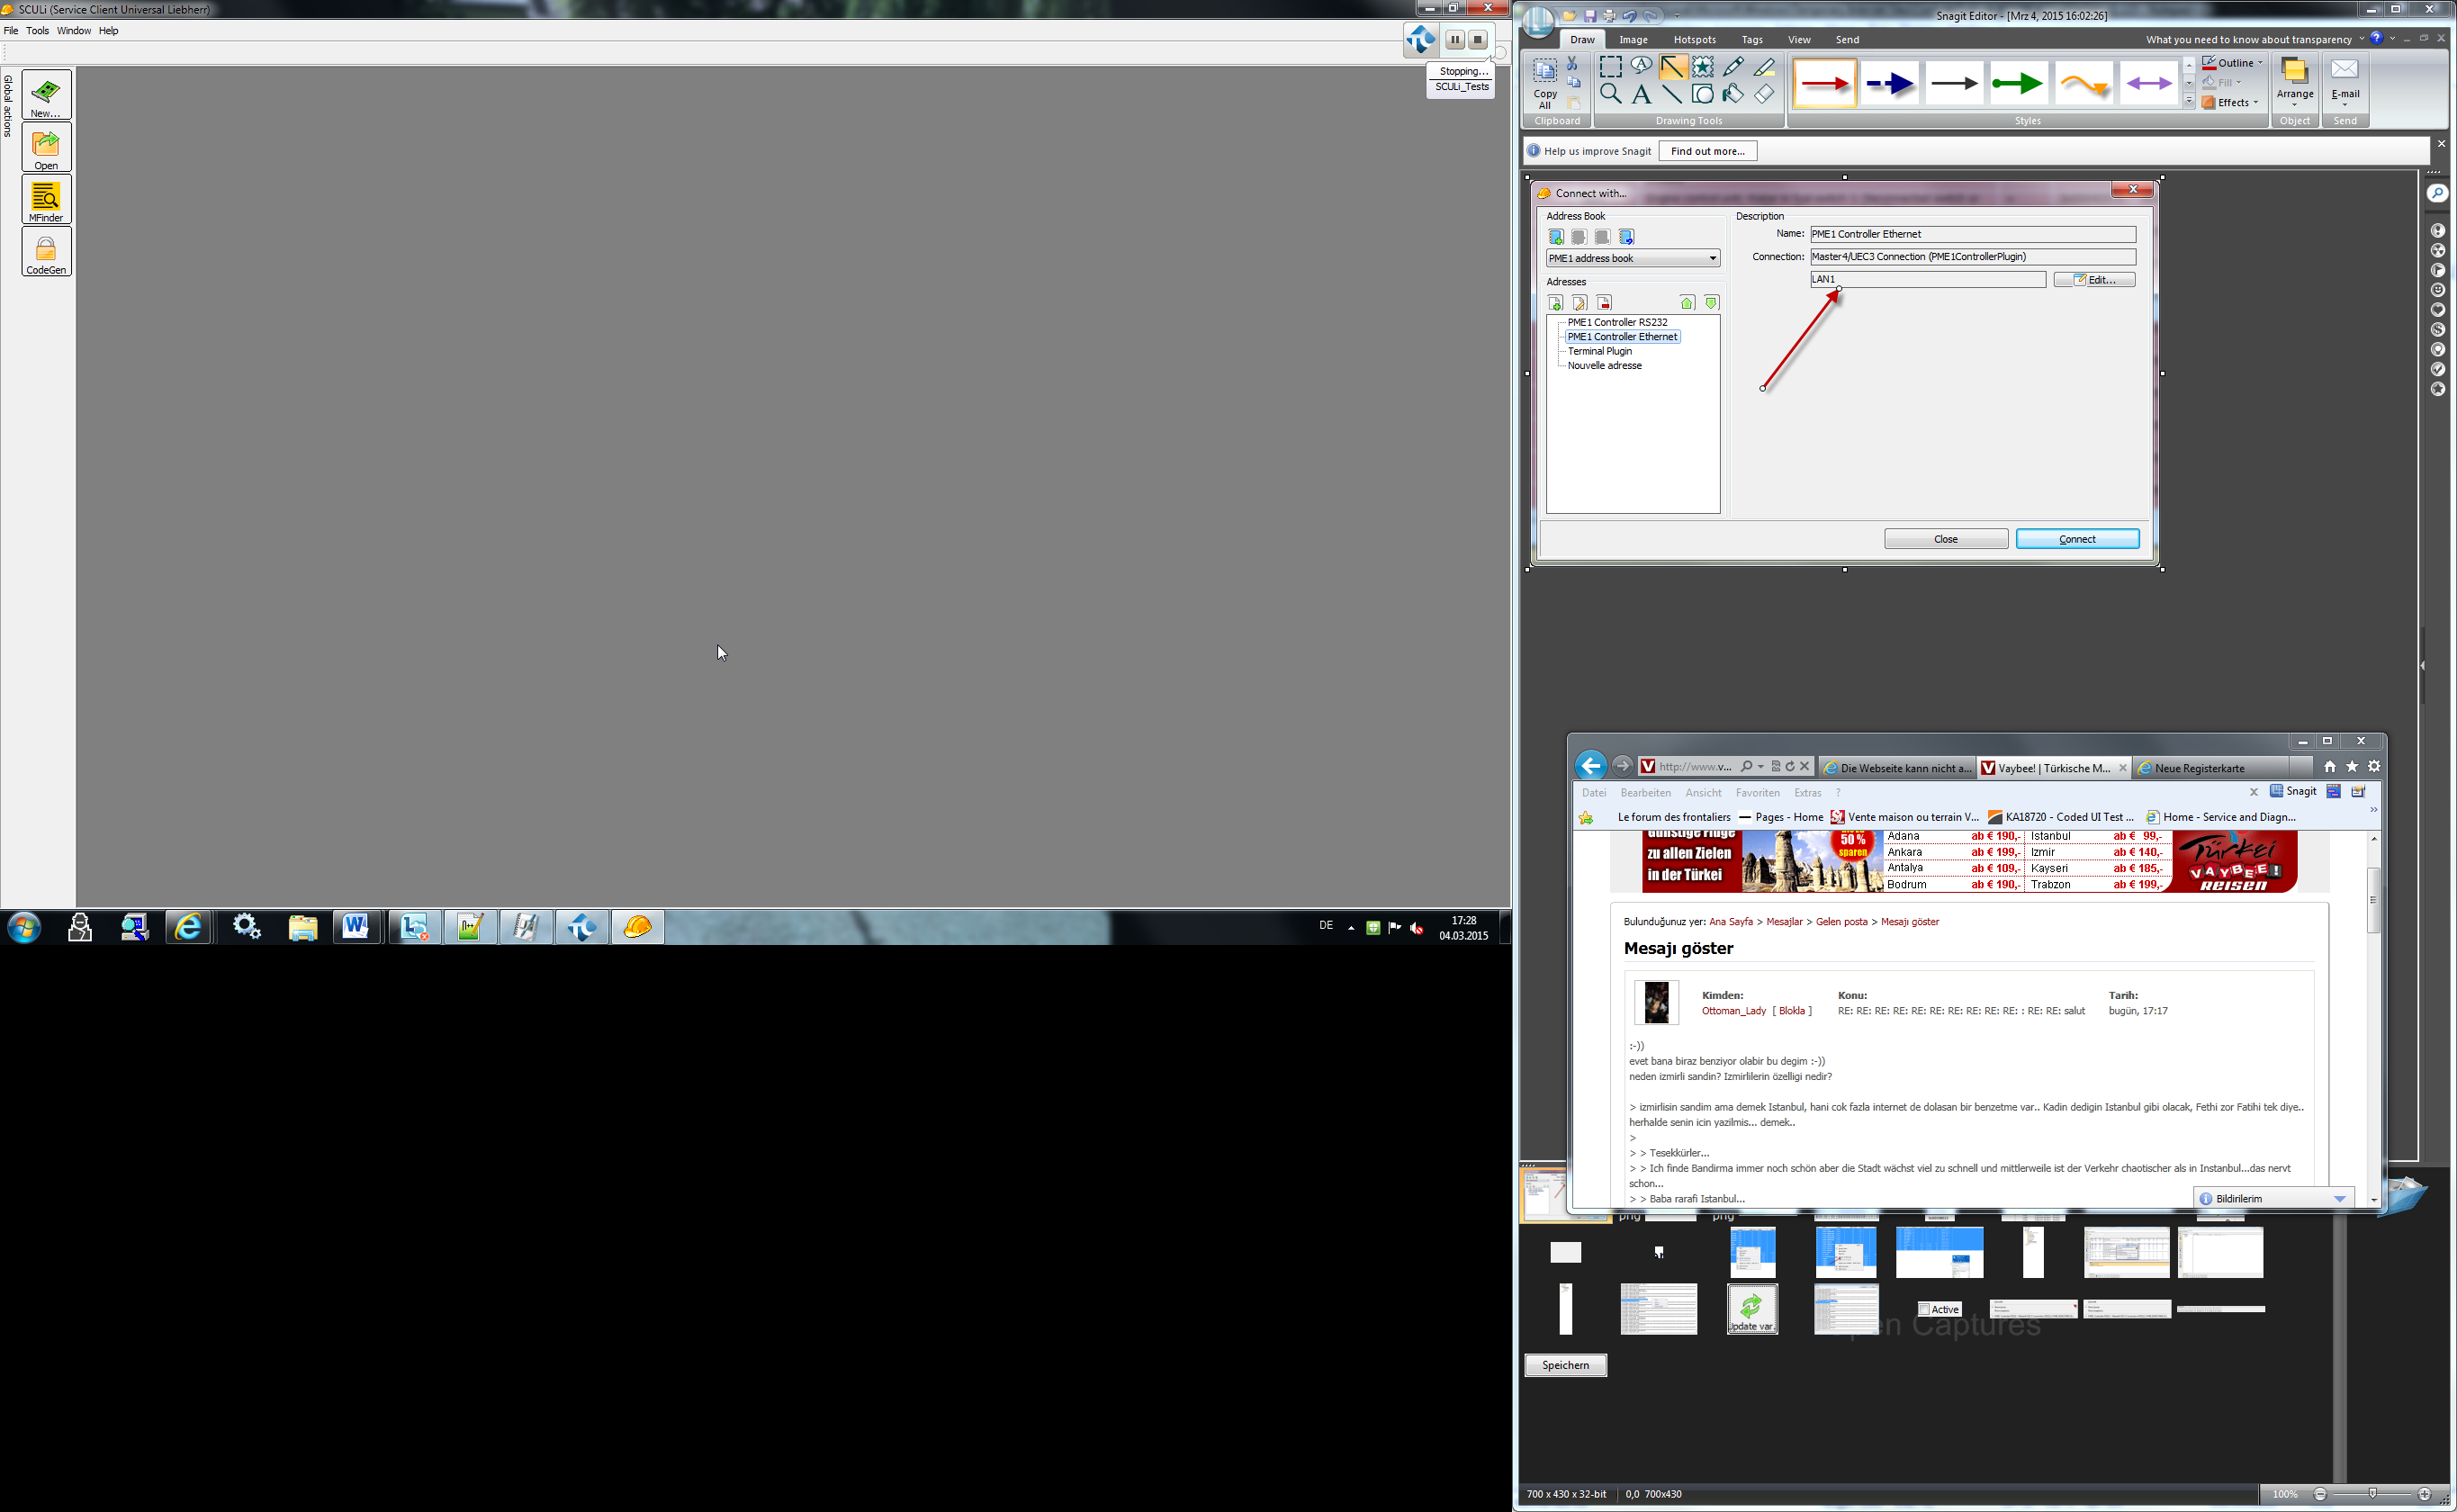 SCULi (Service Client Universal Liebherr)
File Tools Window Help
Stopping...
SCULi_Tests
Global actions
New...
Open
MFinder
CodeGen
DE
17:28
04.03.2015
Snagit Editor - [Mrz 4, 2015 16:02:26]
Draw Image Hotspots Tags View Send
What you need to know about transparency
Copy All
Clipboard
Drawing Tools
Styles
Outline
Fill
Effects
Arrange
Object
E-mail
Send
Help us improve Snagit
Find out more...
Connect with...
Address Book
PME1 address book
Adresses
PME1 Controller RS232
PME1 Controller Ethernet
Terminal Plugin
Nouvelle adresse
Description
Name: PME1 Controller Ethernet
Connection: Master4/UEC3 Connection (PME1ControllerPlugin)
LAN1
Edit...
Close
Connect
http://www.v...
Die Webseite kann nicht a...
Vaybee! | Türkische M...
Neue Registerkarte
Datei Bearbeiten Ansicht Favoriten Extras ?
Snagit
Le forum des frontaliers
Pages - Home
Vente maison ou terrain V...
KA18720 - Coded UI Test ...
Home - Service and Diagn...
Günstige Flüge
zu allen Zielen
in der Türkei
50 %
sparen
Adana ab € 190,- Istanbul ab € 99,-
Ankara ab € 199,- Izmir ab € 140,-
Antalya ab € 109,- Kayseri ab € 185,-
Bodrum ab € 190,- Trabzon ab € 199,-
Türkei
VAYBEE!
REISEN
Bulunduğunuz yer: Ana Sayfa > Mesajlar > Gelen posta > Mesajı göster
Mesajı göster
Kimden:
Ottoman_Lady [ Blokla ]
Konu:
RE: RE: RE: RE: RE: RE: RE: RE: RE: RE: : RE: RE: salut
Tarih:
bugün, 17:17
:-))
evet bana biraz benziyor olabir bu degim :-))
neden izmirli sandin? Izmirlilerin özelligi nedir?
> izmirlisin sandim ama demek Istanbul, hani cok fazla internet de dolasan bir benzetme var.. Kadin dedigin Istanbul gibi olacak, Fethi zor Fatihi tek diye..
herhalde senin icin yazilmis... demek..
>
> > Tesekkürler...
> > Ich finde Bandirma immer noch schön aber die Stadt wächst viel zu schnell und mittlerweile ist der Verkehr chaotischer als in Instanbul...das nervt
schon...
> > Baba rarafi Istanbul...
Bildirilerim
png
png
Update var.
Active
en Captures
Speichern
700 x 430 x 32-bit
0,0 700x430
100%